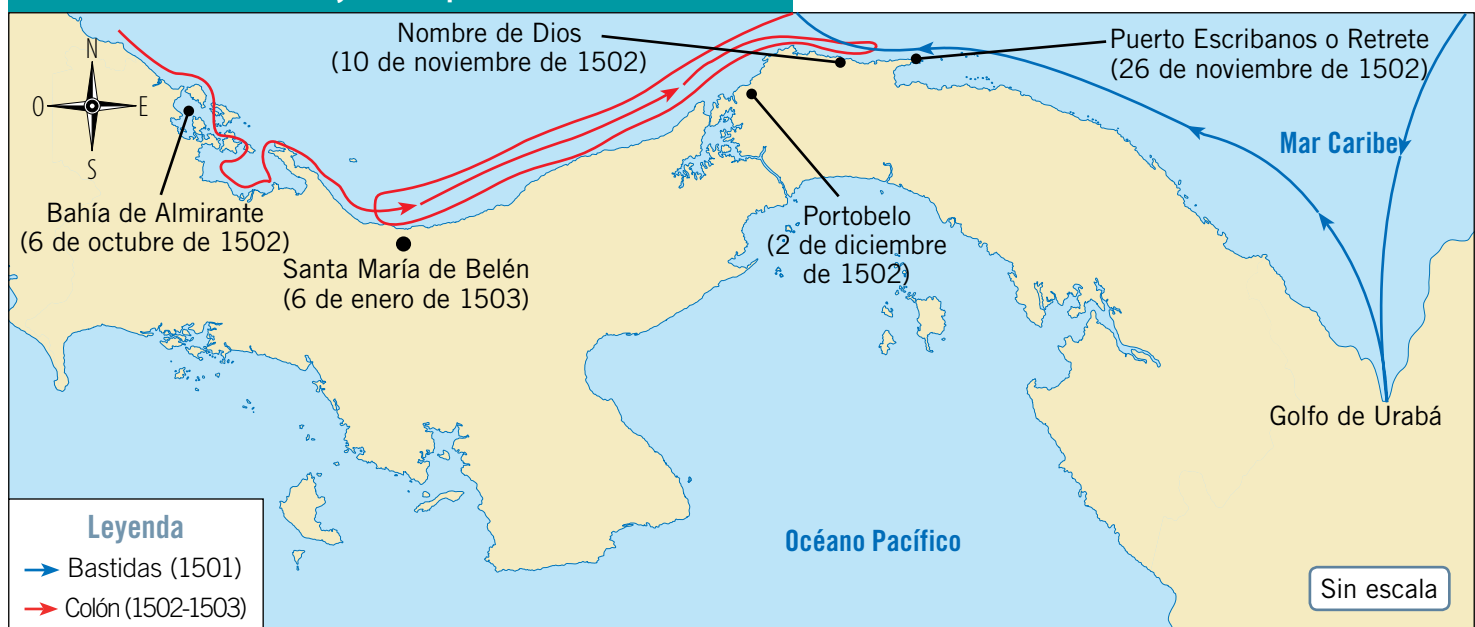 Nombre de Dios
(10 de noviembre de 1502)
Puerto Escribanos o Retrete
(26 de noviembre de 1502)
N
O
E
S
Mar Caribe
Bahía de Almirante
(6 de octubre de 1502)
Portobelo
(2 de diciembre
de 1502)
Santa María de Belén
(6 de enero de 1503)
Golfo de Urabá
Océano Pacífico
Leyenda
Bastidas (1501)
Colón (1502-1503)
Sin escala